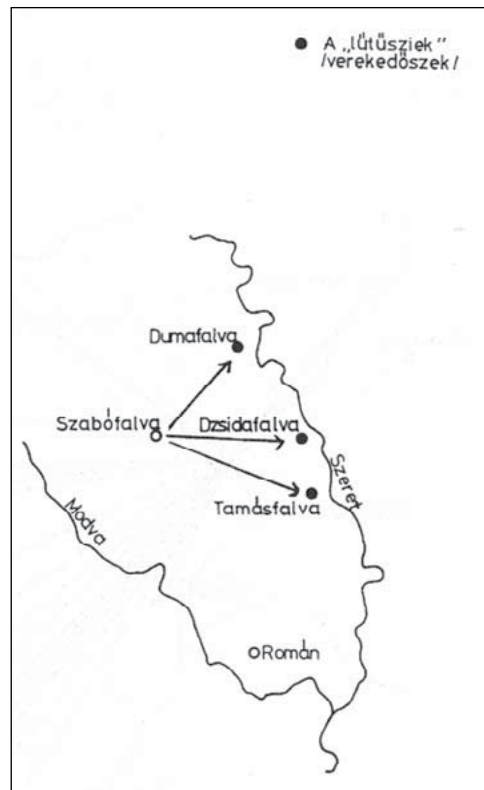 A „lűtűsziek”
/verekedőszek/
Dumafalva
Szabófalva
Dzsidafalva
Szeret
Tamásfalva
Modva
Román